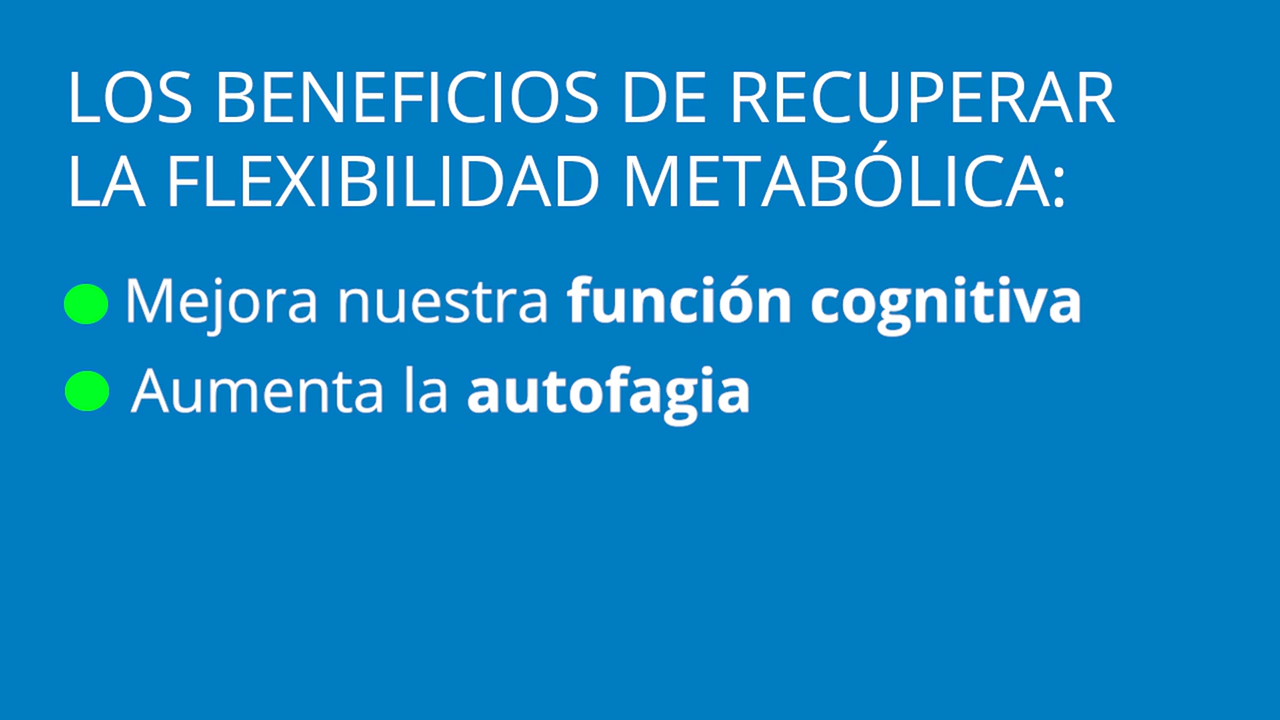 LOS BENEFICIOS DE RECUPERAR
LA FLEXIBILIDAD METABÓLICA:
Mejora nuestra función cognitiva
Aumenta la autofagia